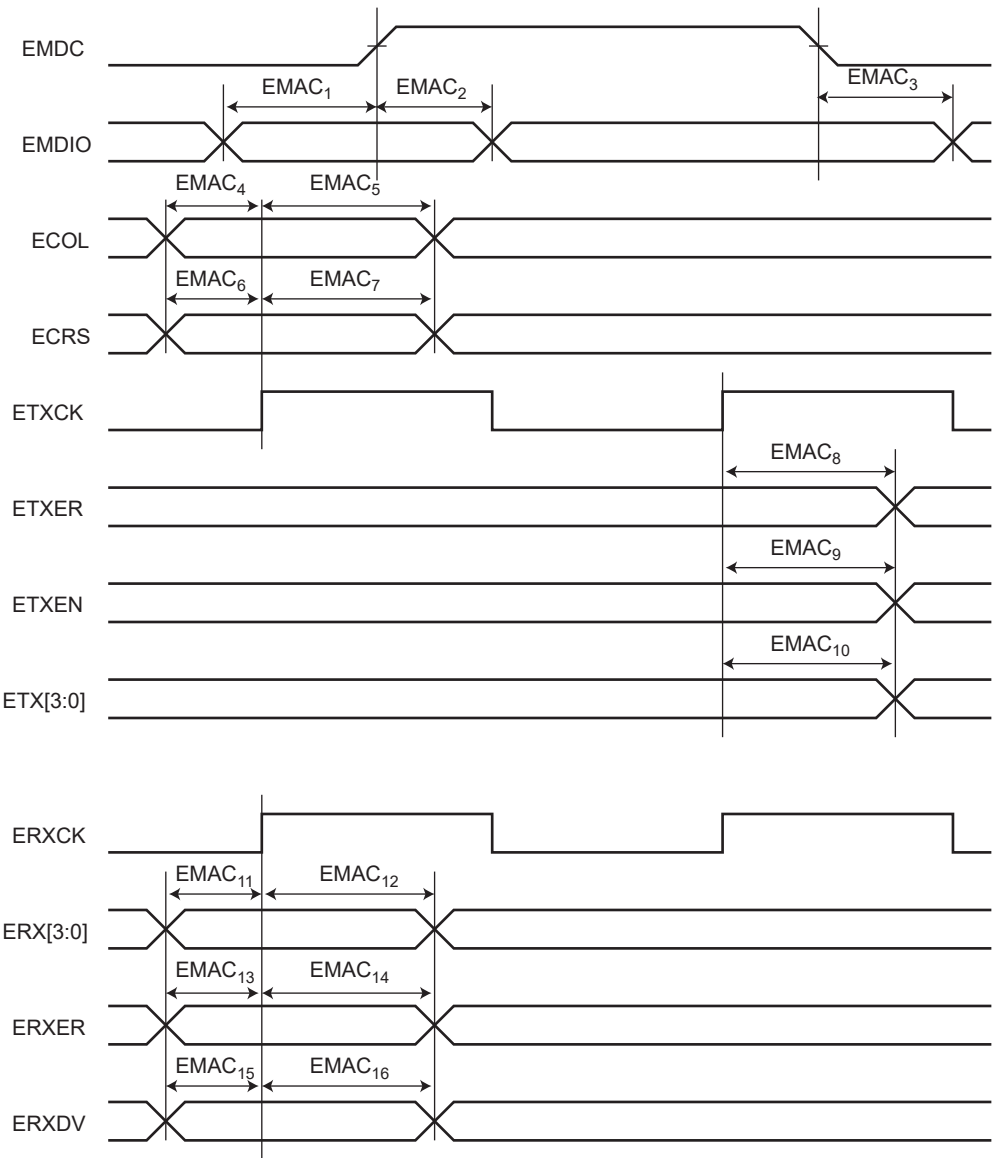 EMDC
EMAC₁ EMAC₂ EMAC₃
EMDIO
EMAC₄ EMAC₅
ECOL
EMAC₆ EMAC₇
ECRS
ETXCK
EMAC₈
ETXER
EMAC₉
ETXEN
EMAC₁₀
ETX[3:0]
ERXCK
EMAC₁₁ EMAC₁₂
ERX[3:0]
EMAC₁₃ EMAC₁₄
ERXER
EMAC₁₅ EMAC₁₆
ERXDV